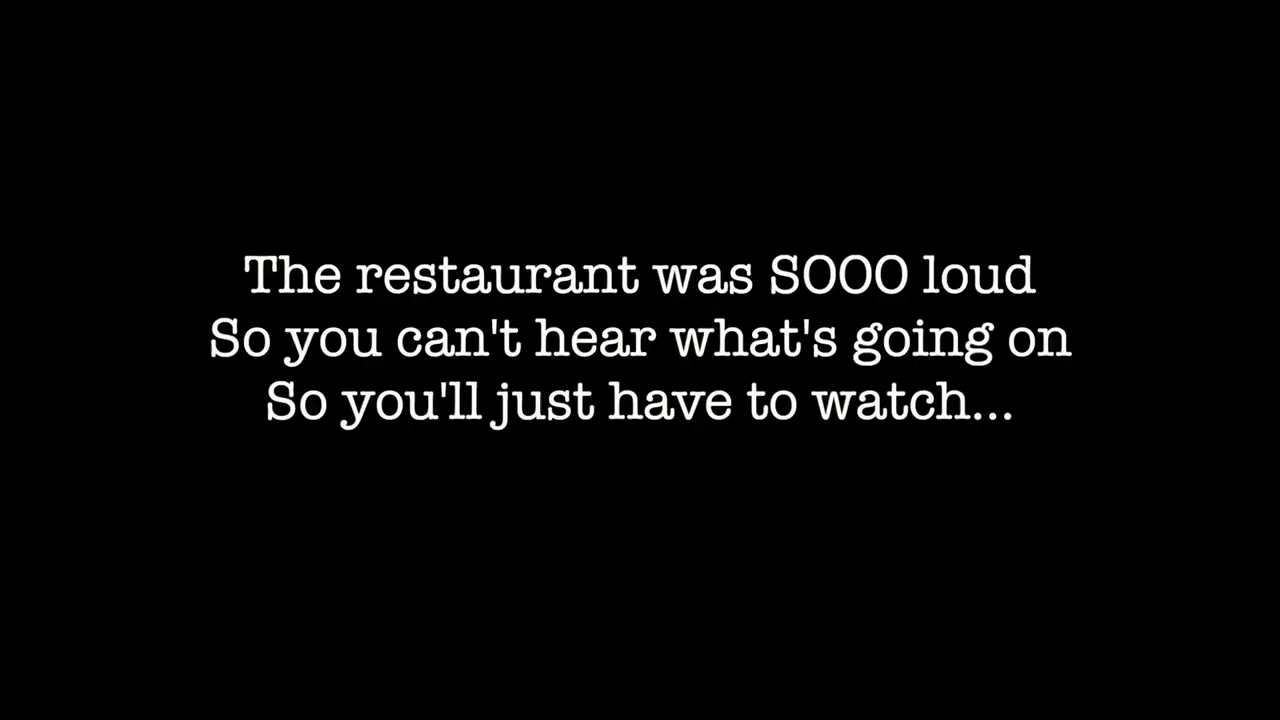 The restaurant was SOOO loud
So you can't hear what's going on
So you'll just have to watch...